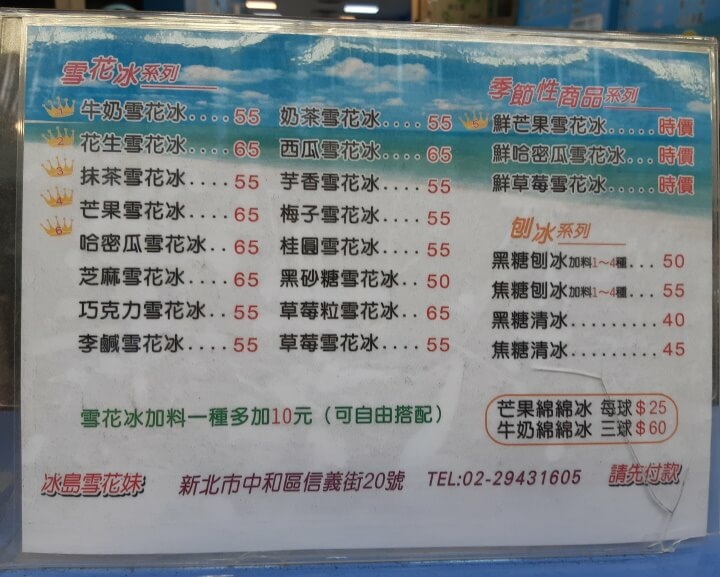 雪花冰系列
牛奶雪花冰....55
2 花生雪花冰....65
3 抹茶雪花冰....55
4 芒果雪花冰....65
6 哈密瓜雪花冰..65
芝麻雪花冰....65
巧克力雪花冰..55
李鹹雪花冰....55
奶茶雪花冰....55
西瓜雪花冰....65
芋香雪花冰....55
梅子雪花冰....55
桂圓雪花冰....55
黑砂糖雪花冰..50
草莓粒雪花冰..65
草莓雪花冰....55
季節性商品系列
鮮芒果雪花冰.....時價
鮮哈密瓜雪花冰...時價
鮮草莓雪花冰.....時價
刨冰系列
黑糖刨冰加料1～4種...50
焦糖刨冰加料1～4種...55
黑糖清冰.........40
焦糖清冰.........45
芒果綿綿冰 每球$25
牛奶綿綿冰 三球$60
雪花冰加料一種多加10元（可自由搭配）
冰島雪花妹 新北市中和區信義街20號 TEL:02-29431605 請先付款